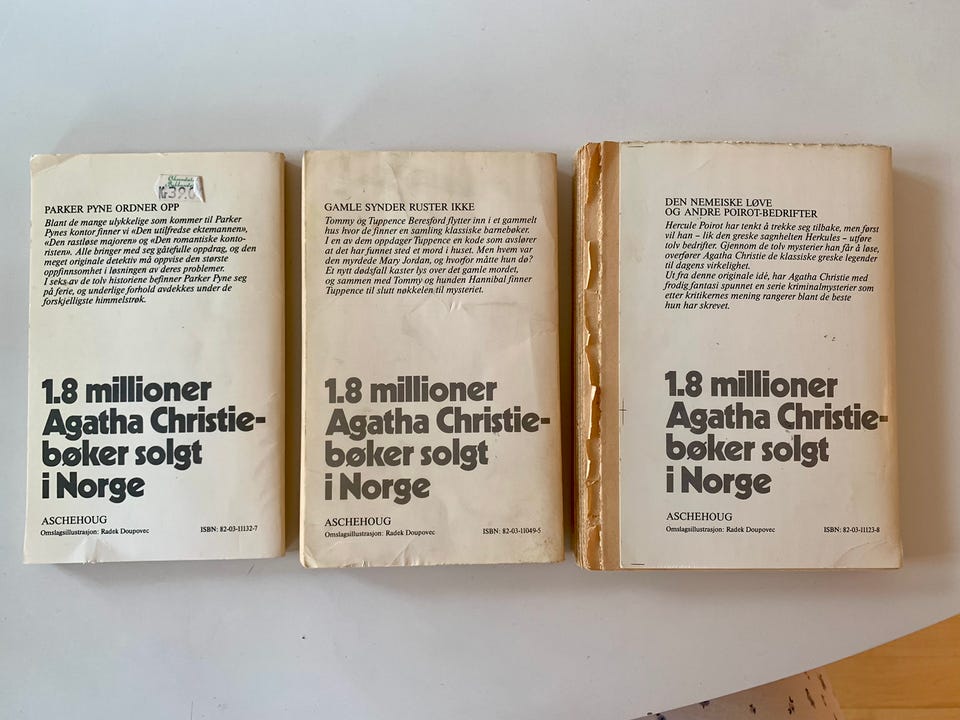 Kr 39.0
PARKER PYNE ORDNER OPP
Blant de mange ulykkelige som kommer til Parker
Pynes kontor finner vi «Den utilfredse ektemannen»,
«Den rastløse majoren» og «Den romantiske konto-
risten». Alle bringer med seg gåtefulle oppdrag, og den
meget originale detektiv må oppvise den største
oppfinnsomhet i løsningen av deres problemer.
I seks av de tolv historiene befinner Parker Pyne seg
på ferie, og underlige forhold avdekkes under de
forskjelligste himmelstrøk.
1.8 millioner
Agatha Christie-
bøker solgt
i Norge
ASCHEHOUG
Omslagsillustrasjon: Radek Doupovec
ISBN: 82-03-11132-7
GAMLE SYNDER RUSTER IKKE
Tommy og Tuppence Beresford flytter inn i et gammelt
hus hvor de finner en samling klassiske barnebøker.
I en av dem oppdager Tuppence en kode som avslører
at det har funnet sted et mord i huset. Men hvem var
den myrdede Mary Jordan, og hvorfor måtte hun dø?
Et nytt dødsfall kaster lys over det gamle mordet,
og sammen med Tommy og hunden Hannibal finner
Tuppence til slutt nøkkelen til mysteriet.
1.8 millioner
Agatha Christie-
bøker solgt
i Norge
ASCHEHOUG
Omslagsillustrasjon: Radek Doupovec
ISBN: 82-03-11049-5
DEN NEMEISKE LØVE
OG ANDRE POIROT-BEDRIFTER
Hercule Poirot har tenkt å trekke seg tilbake, men først
vil han – lik den greske sagnhelten Herkules – utføre
tolv bedrifter. Gjennom de tolv mysterier han får å løse,
overfører Agatha Christie de klassiske greske legender
til dagens virkelighet.
Ut fra denne originale idé, har Agatha Christie med
frodig fantasi spunnet en serie kriminalmysterier som
etter kritikernes mening rangerer blant de beste
hun har skrevet.
1.8 millioner
Agatha Christie-
bøker solgt
i Norge
ASCHEHOUG
Omslagsillustrasjon: Radek Doupovec
ISBN: 82-03-11123-8